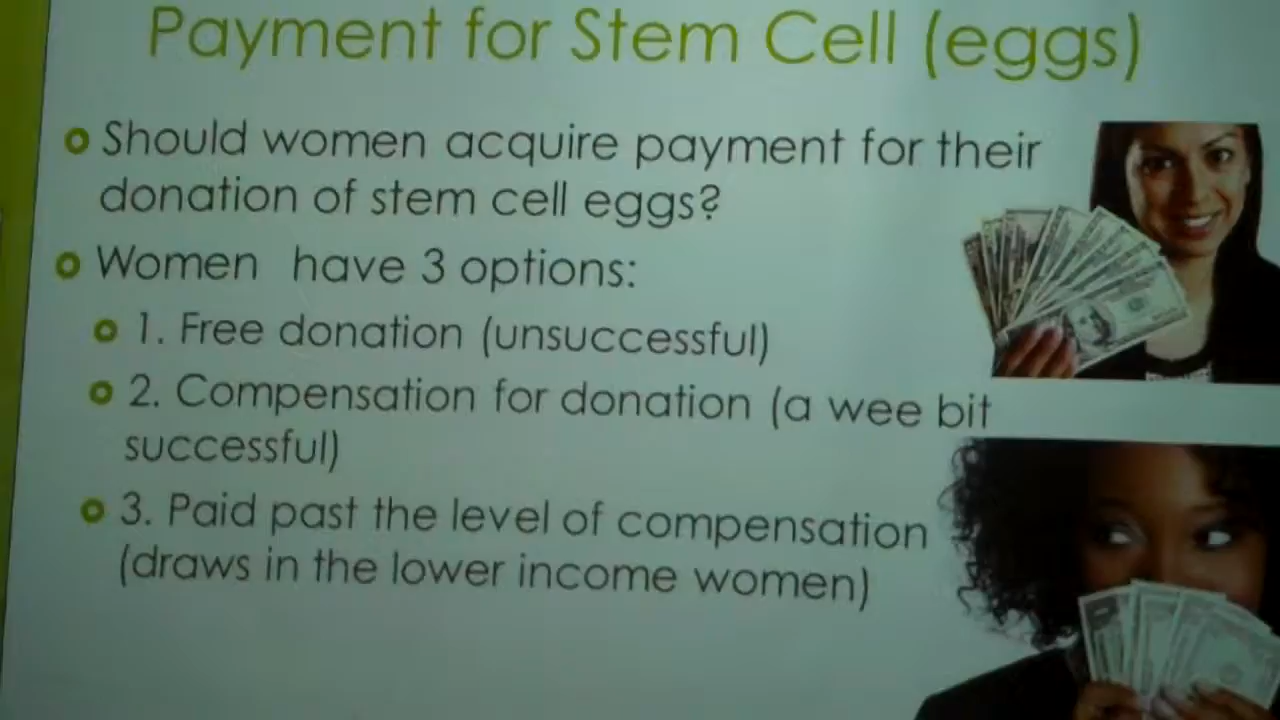 Payment for Stem Cell (eggs)
Should women acquire payment for their
donation of stem cell eggs?
Women have 3 options:
1. Free donation (unsuccessful)
2. Compensation for donation (a wee bit
successful)
3. Paid past the level of compensation
(draws in the lower income women)